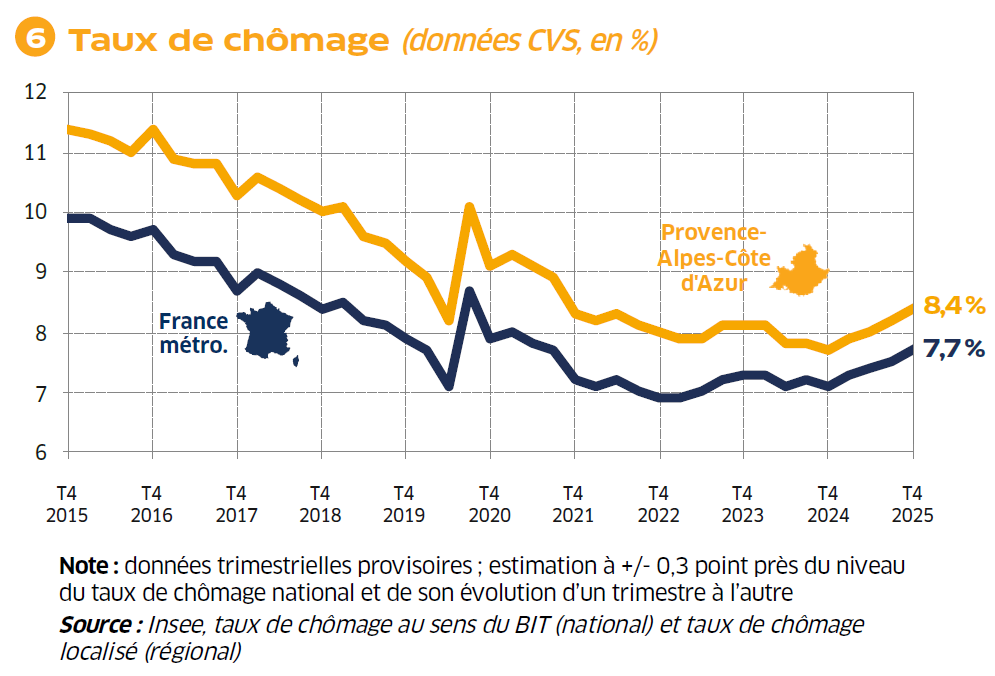 6 Taux de chômage (données CVS, en %)
12
11
10
9
8
7
6
Provence-
Alpes-Côte
d'Azur
France
métro.
8,4%
7,7%
T4 T4 T4 T4 T4 T4 T4 T4 T4 T4 T4
2015 2016 2017 2018 2019 2020 2021 2022 2023 2024 2025
Note : données trimestrielles provisoires ; estimation à +/- 0,3 point près du niveau
du taux de chômage national et de son évolution d’un trimestre à l’autre
Source : Insee, taux de chômage au sens du BIT (national) et taux de chômage
localisé (régional)